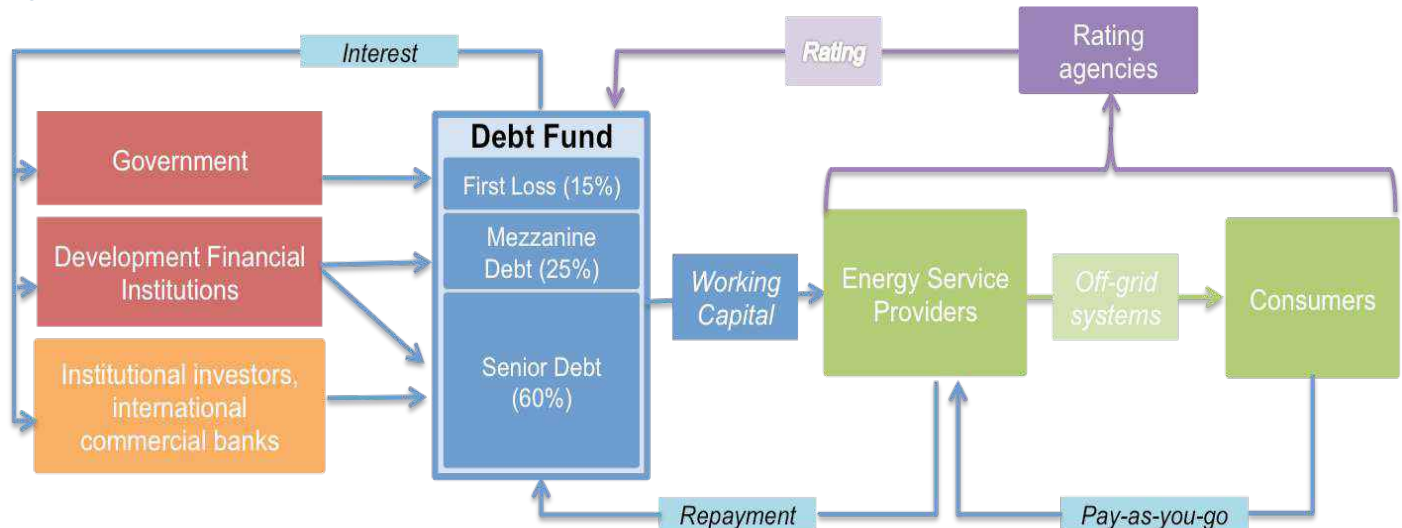 Interest
Rating
Rating
agencies
Government
Debt Fund
First Loss (15%)
Development Financial
Institutions
Mezzanine
Debt (25%)
Working
Capital
Energy Service
Providers
Off-grid
systems
Consumers
Institutional investors,
international
commercial banks
Senior Debt
(60%)
Repayment
Pay-as-you-go